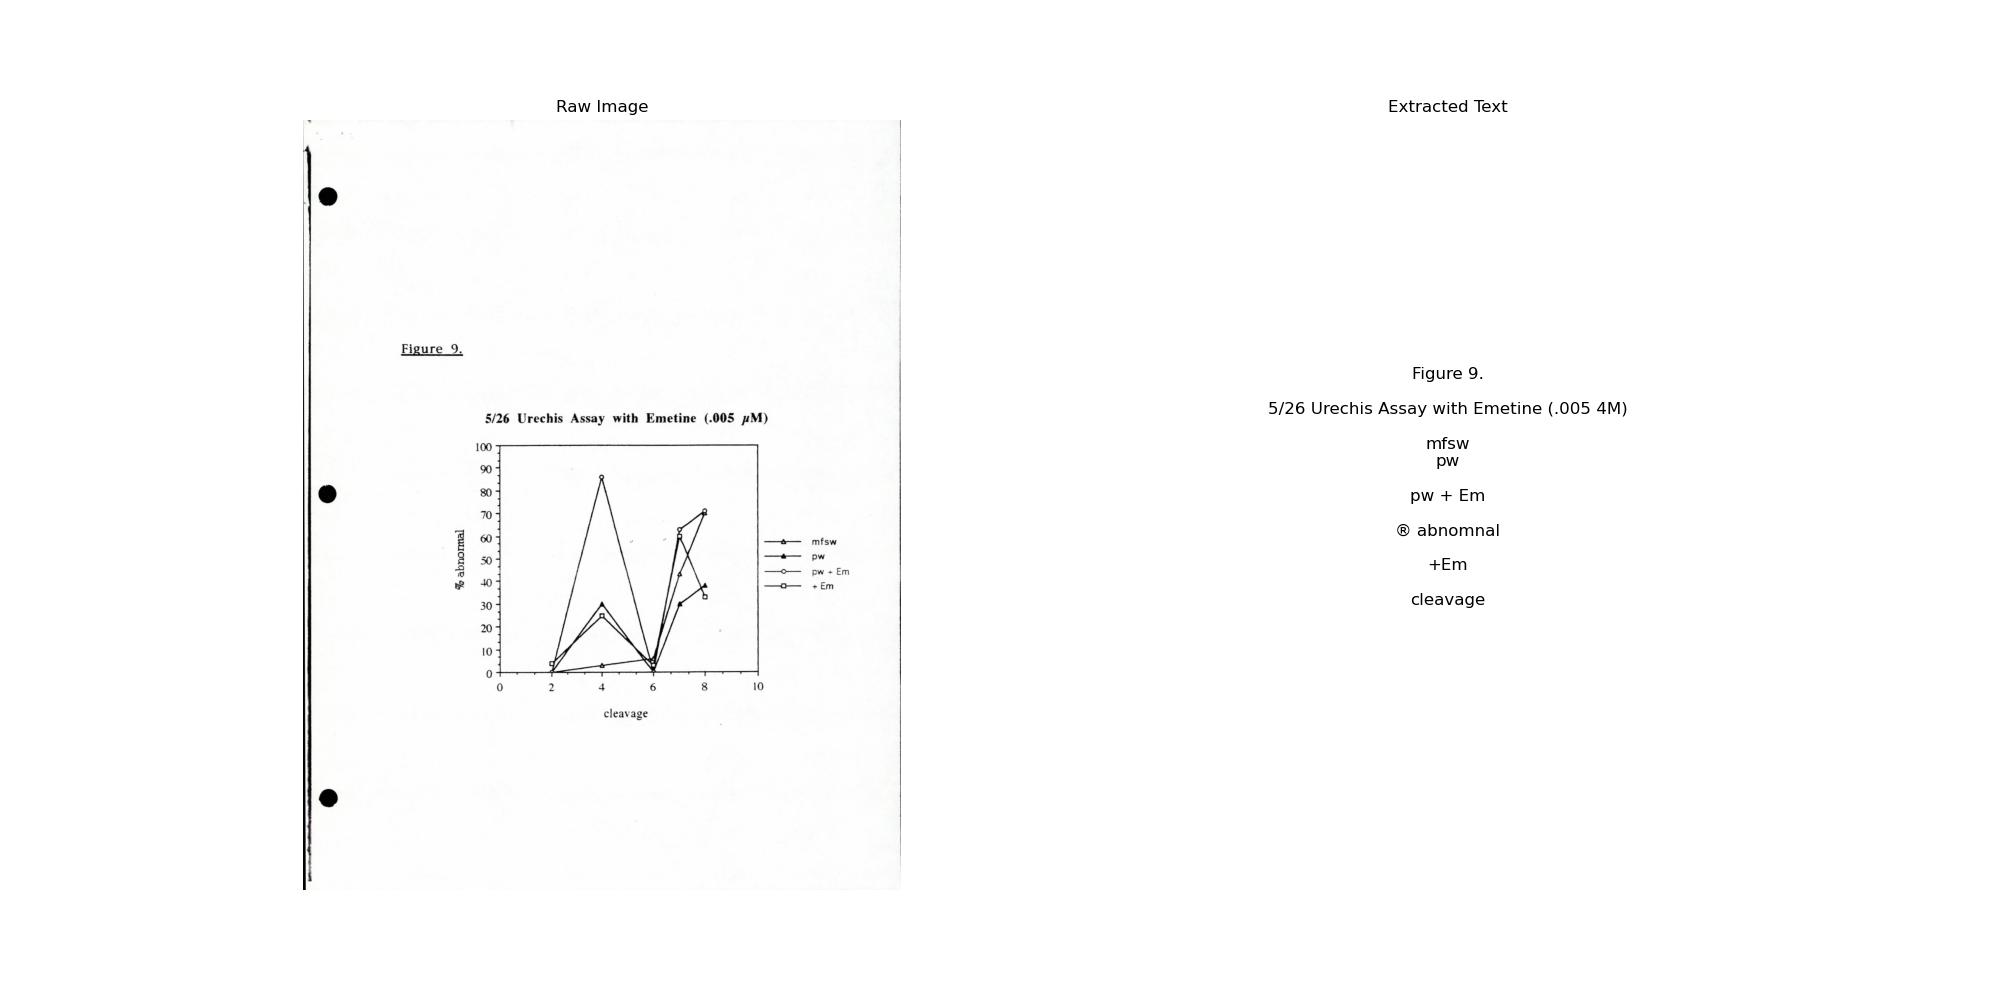 Raw Image
Figure 9.
5/26 Urechis Assay with Emetine (.005 µM)
100
90
80
70
60
50
40
30
20
10
0
% abnormal
0 2 4 6 8 10
cleavage
mfsw
pw
pw + Em
+ Em
Extracted Text
Figure 9.
5/26 Urechis Assay with Emetine (.005 4M)
mfsw
pw
pw + Em
® abnomnal
+Em
cleavage